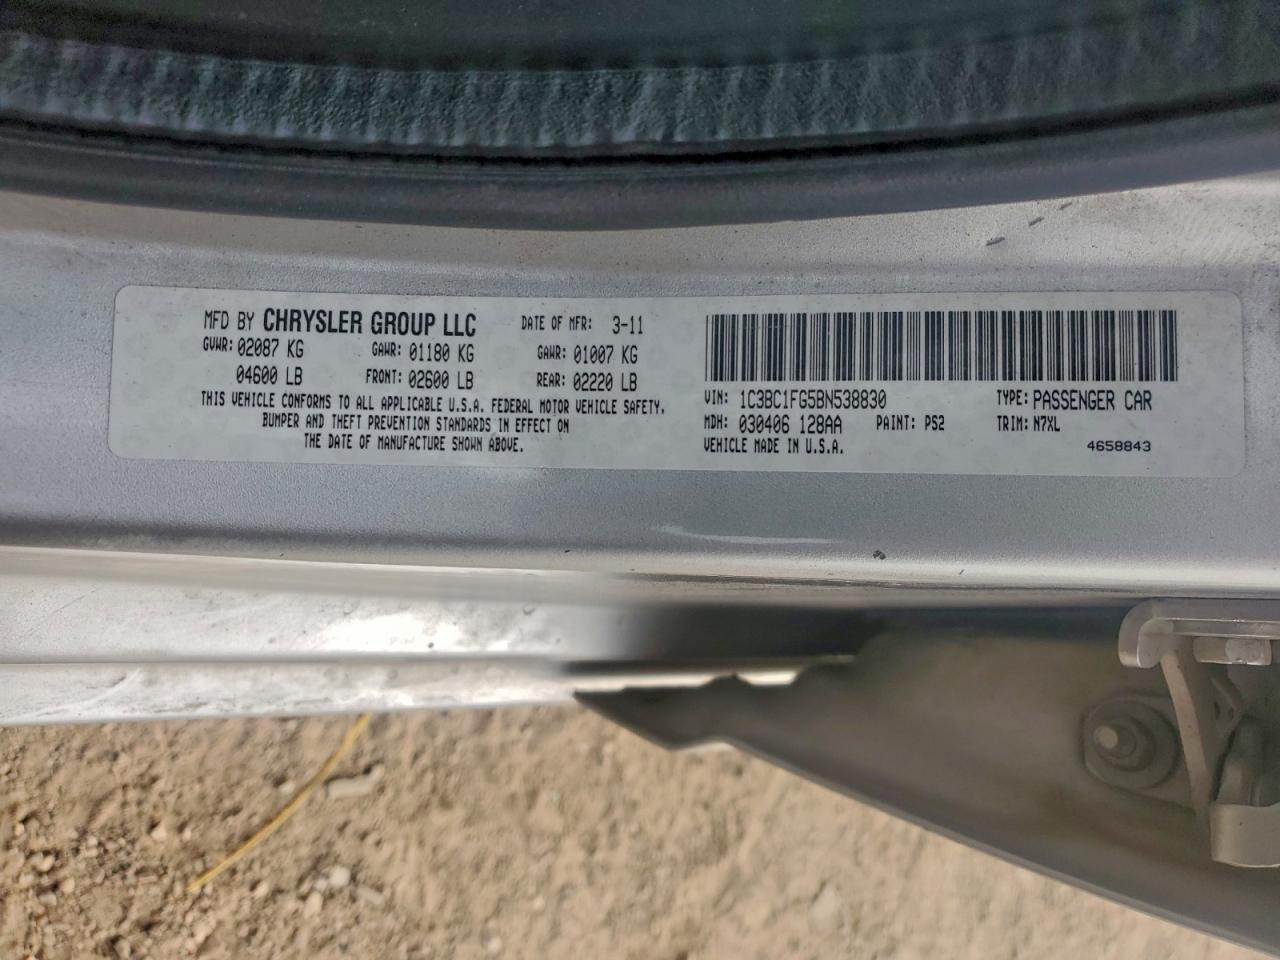 MFD BY CHRYSLER GROUP LLC DATE OF MFR: 3-11
GVWR: 02087 KG GAWR: 01180 KG GAWR: 01007 KG
04600 LB FRONT: 02600 LB REAR: 02220 LB
THIS VEHICLE CONFORMS TO ALL APPLICABLE U.S.A. FEDERAL MOTOR VEHICLE SAFETY,
BUMPER AND THEFT PREVENTION STANDARDS IN EFFECT ON
THE DATE OF MANUFACTURE SHOWN ABOVE.
VIN: 1C3BC1FG5BN538830 TYPE: PASSENGER CAR
MDH: 030406 128AA PAINT: PS2 TRIM: N7XL
VEHICLE MADE IN U.S.A. 4658843